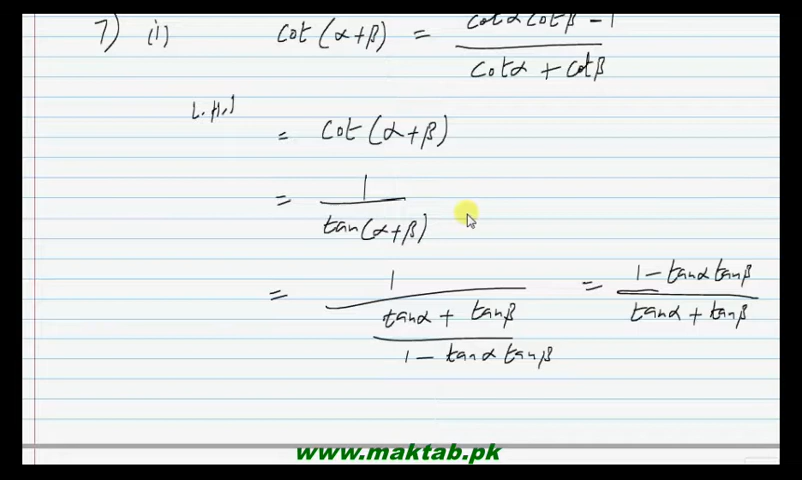 7) (i) cot (α+β) = cotα cotβ - 1 / cotα + cotβ
L.H.S = cot (α+β)
= 1 / tan(α+β)
= 1 / (tanα + tanβ / 1 - tanα tanβ) = 1 - tanα tanβ / tanα + tanβ
www.maktab.pk